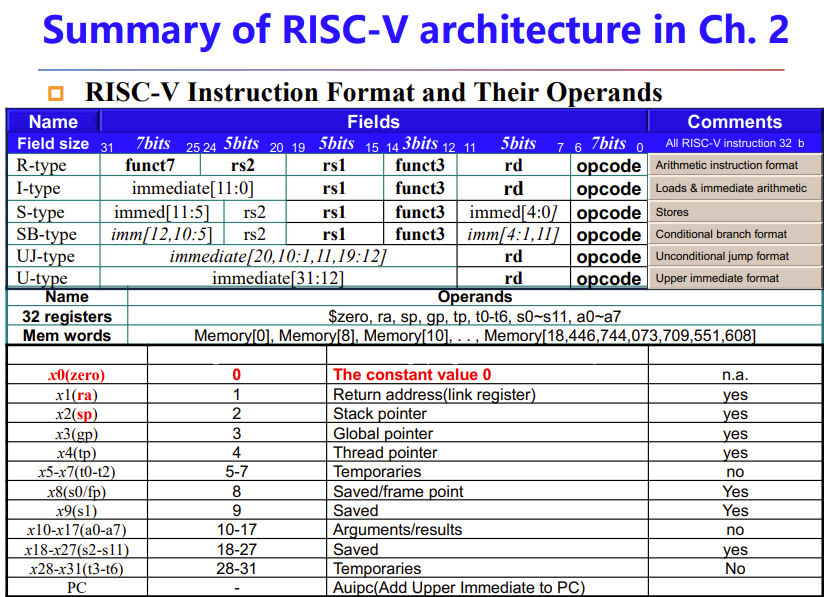 Summary of RISC-V architecture in Ch. 2
RISC-V Instruction Format and Their Operands
Name Fields Comments
Field size 31 7bits 25 24 5bits 20 19 5bits 15 14 3bits 12 11 5bits 7 6 7bits 0 All RISC-V instruction 32 b
R-type funct7 rs2 rs1 funct3 rd opcode Arithmetic instruction format
I-type immediate[11:0] rs1 funct3 rd opcode Loads & immediate arithmetic
S-type immed[11:5] rs2 rs1 funct3 immed[4:0] opcode Stores
SB-type imm[12,10:5] rs2 rs1 funct3 imm[4:1,11] opcode Conditional branch format
UJ-type immediate[20,10:1,11,19:12] rd opcode Unconditional jump format
U-type immediate[31:12] rd opcode Upper immediate format
Name Operands
32 registers $zero, ra, sp, gp, tp, t0-t6, s0~s11, a0~a7
Mem words Memory[0], Memory[8], Memory[10], . . , Memory[18,446,744,073,709,551,608]
x0(zero) 0 The constant value 0 n.a.
x1(ra) 1 Return address(link register) yes
x2(sp) 2 Stack pointer yes
x3(gp) 3 Global pointer yes
x4(tp) 4 Thread pointer yes
x5-x7(t0-t2) 5-7 Temporaries no
x8(s0/fp) 8 Saved/frame point Yes
x9(s1) 9 Saved Yes
x10-x17(a0-a7) 10-17 Arguments/results no
x18-x27(s2-s11) 18-27 Saved yes
x28-x31(t3-t6) 28-31 Temporaries No
PC - Auipc(Add Upper Immediate to PC)